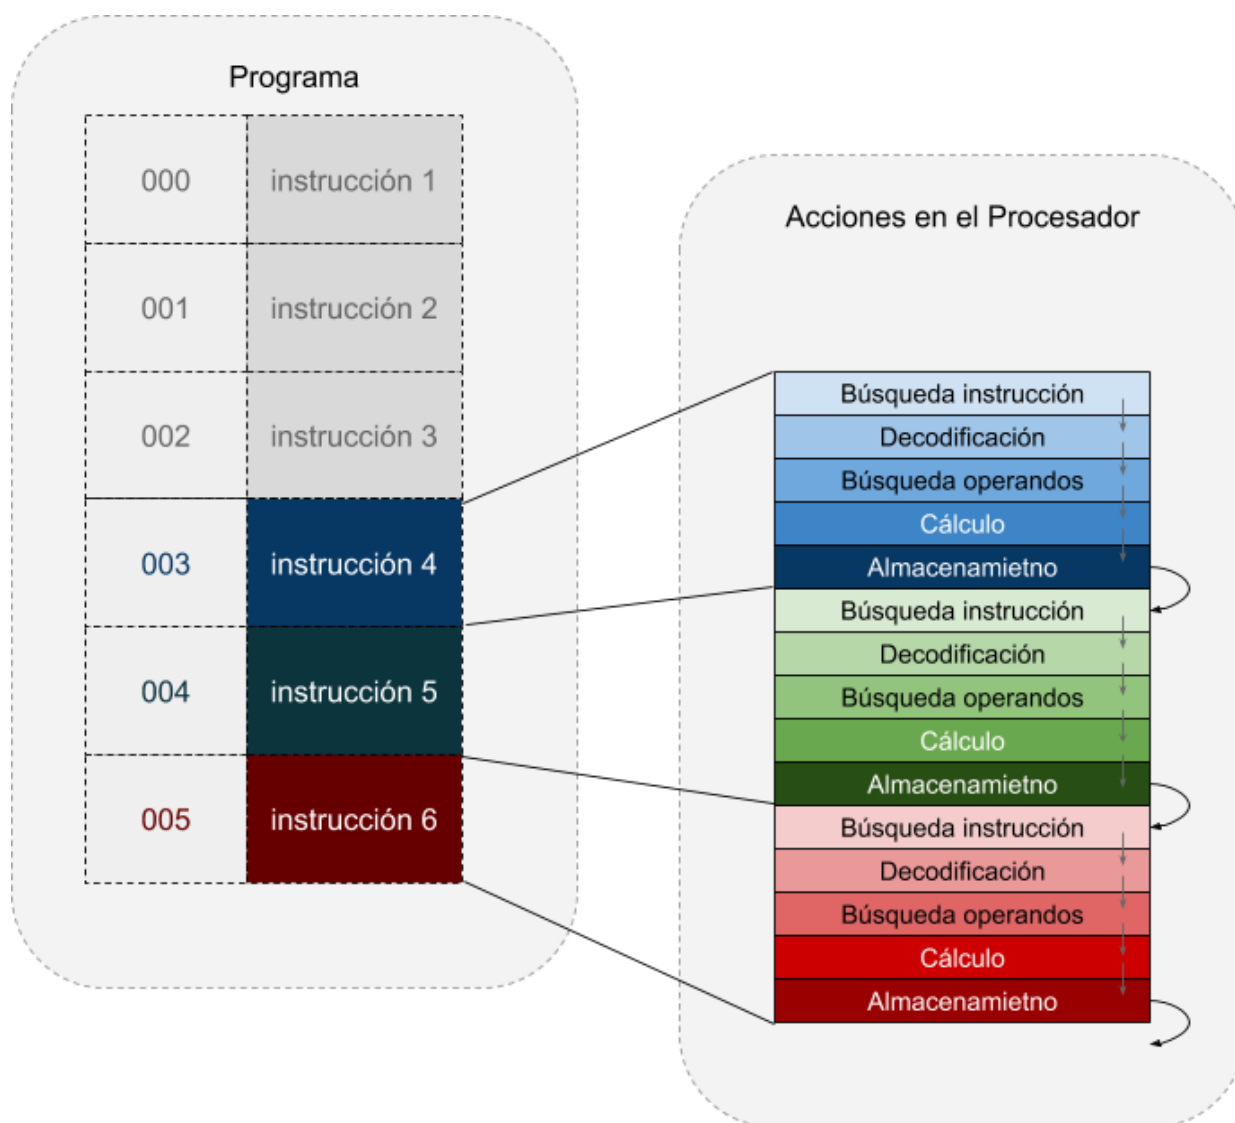 Programa
000 instrucción 1
001 instrucción 2
002 instrucción 3
003 instrucción 4
004 instrucción 5
005 instrucción 6
Acciones en el Procesador
Búsqueda instrucción
Decodificación
Búsqueda operandos
Cálculo
Almacenamietno
Búsqueda instrucción
Decodificación
Búsqueda operandos
Cálculo
Almacenamietno
Búsqueda instrucción
Decodificación
Búsqueda operandos
Cálculo
Almacenamietno